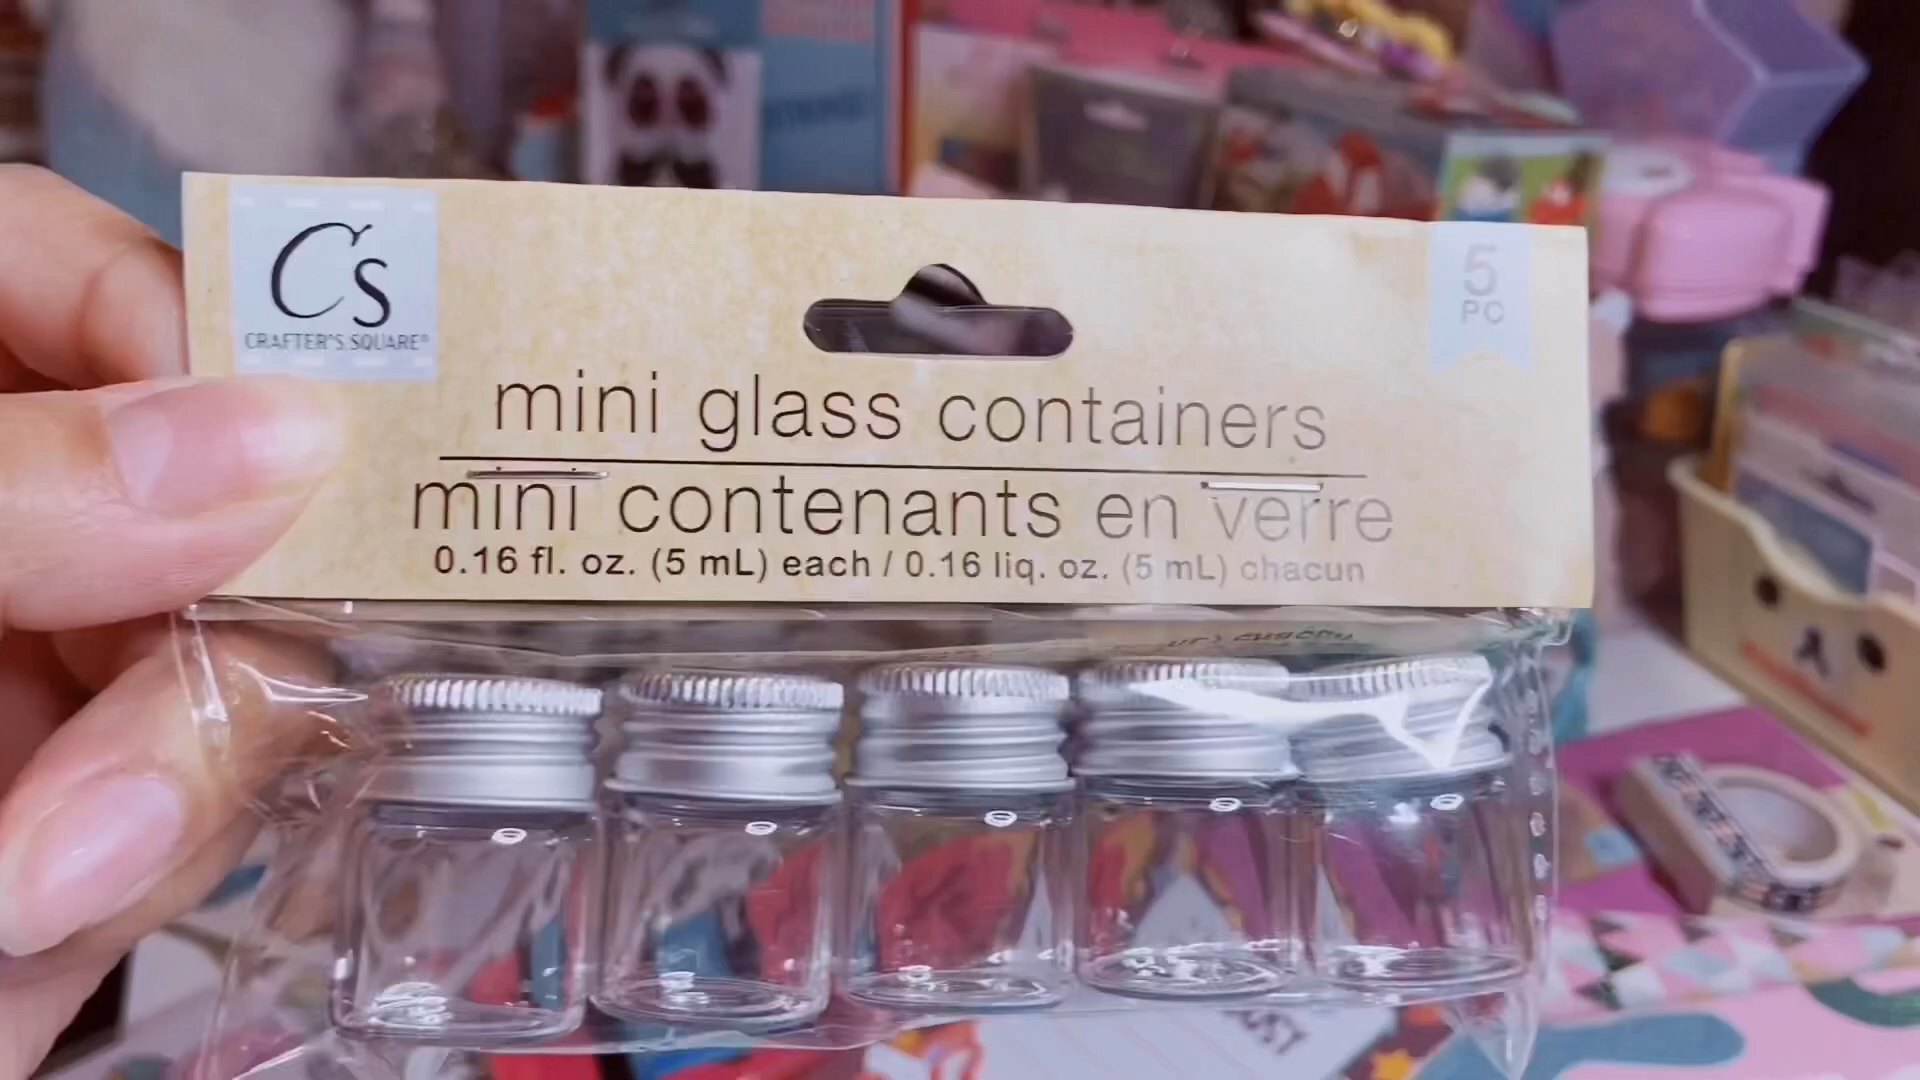 Cs
CRAFTER'S SQUARE®
5
PC
mini glass containers
mini contenants en verre
0.16 fl. oz. (5 mL) each / 0.16 liq. oz. (5 mL) chacun